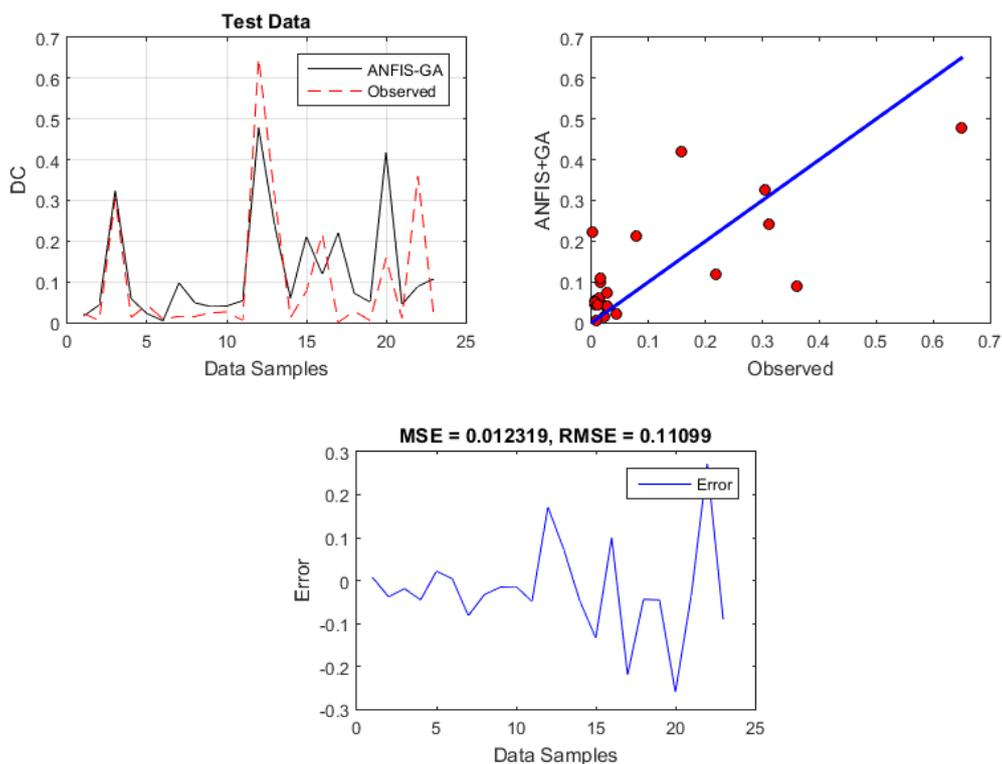 Test Data
0.7
0.6
0.5
0.4
0.3
0.2
0.1
0
DC
ANFIS-GA
Observed
0 5 10 15 20 25
Data Samples
0.7
0.6
0.5
0.4
0.3
0.2
0.1
0
ANFIS+GA
0 0.1 0.2 0.3 0.4 0.5 0.6 0.7
Observed
MSE = 0.012319, RMSE = 0.11099
0.3
0.2
0.1
0
-0.1
-0.2
-0.3
Error
Error
0 5 10 15 20 25
Data Samples